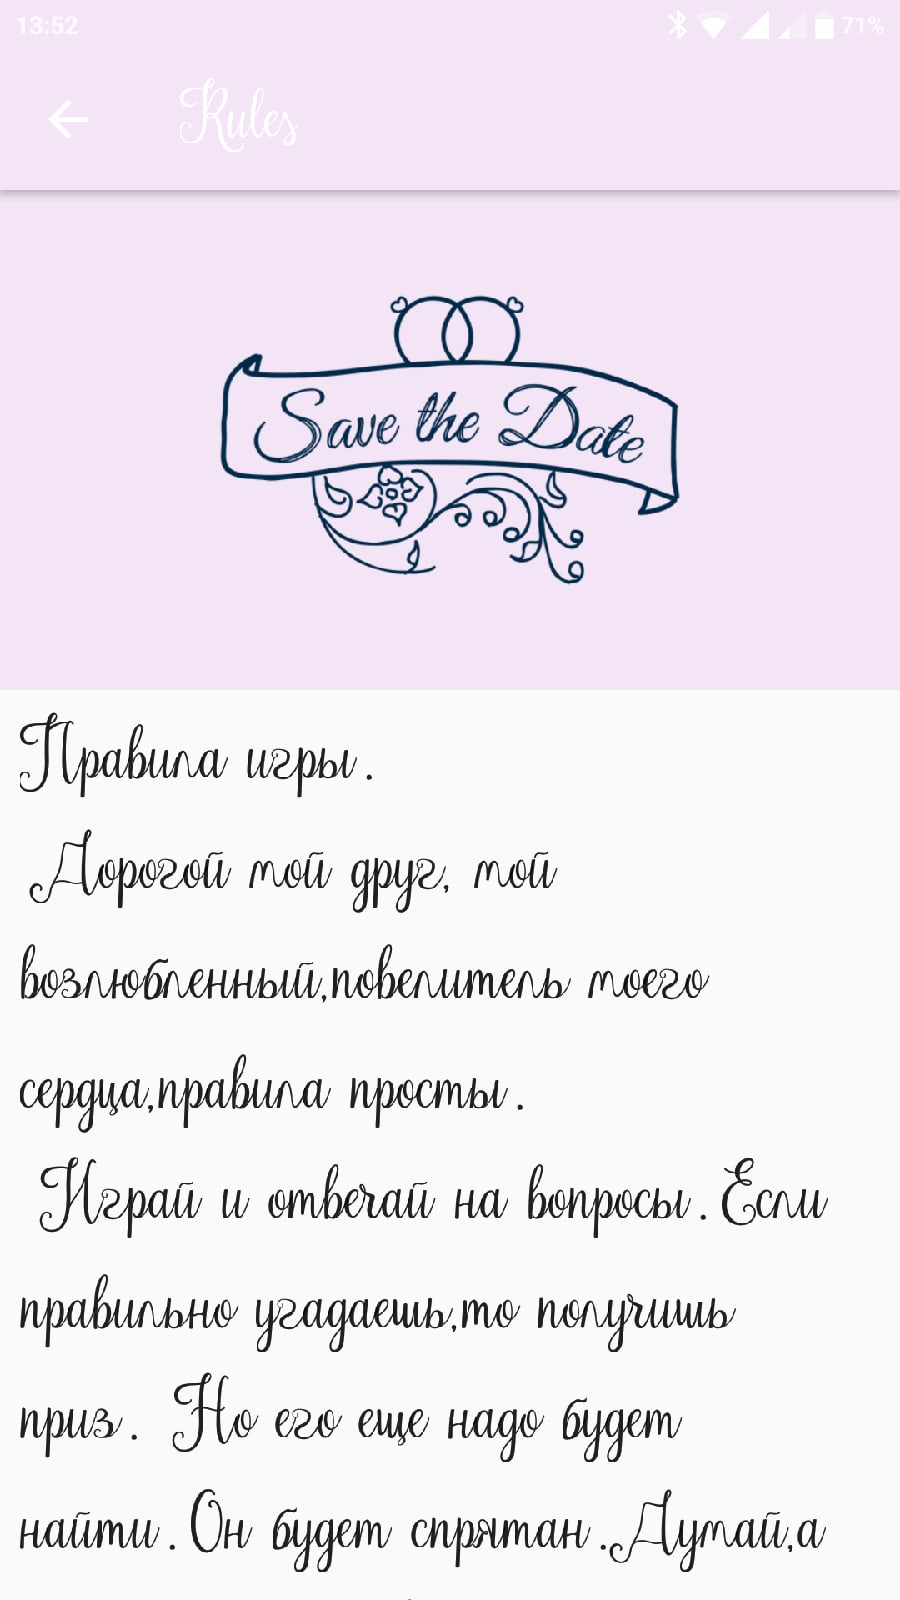 13:52
71%
Rules
Save the Date
Правила игры.
Дорогой мой друг, мой
возлюбленный,повелитель моего
сердца,правила просты.
Играй и отвечай на вопросы.Если
правильно угадаешь,то получишь
приз. Но его еще надо будет
найти.Он будет спрятан.Думай,а